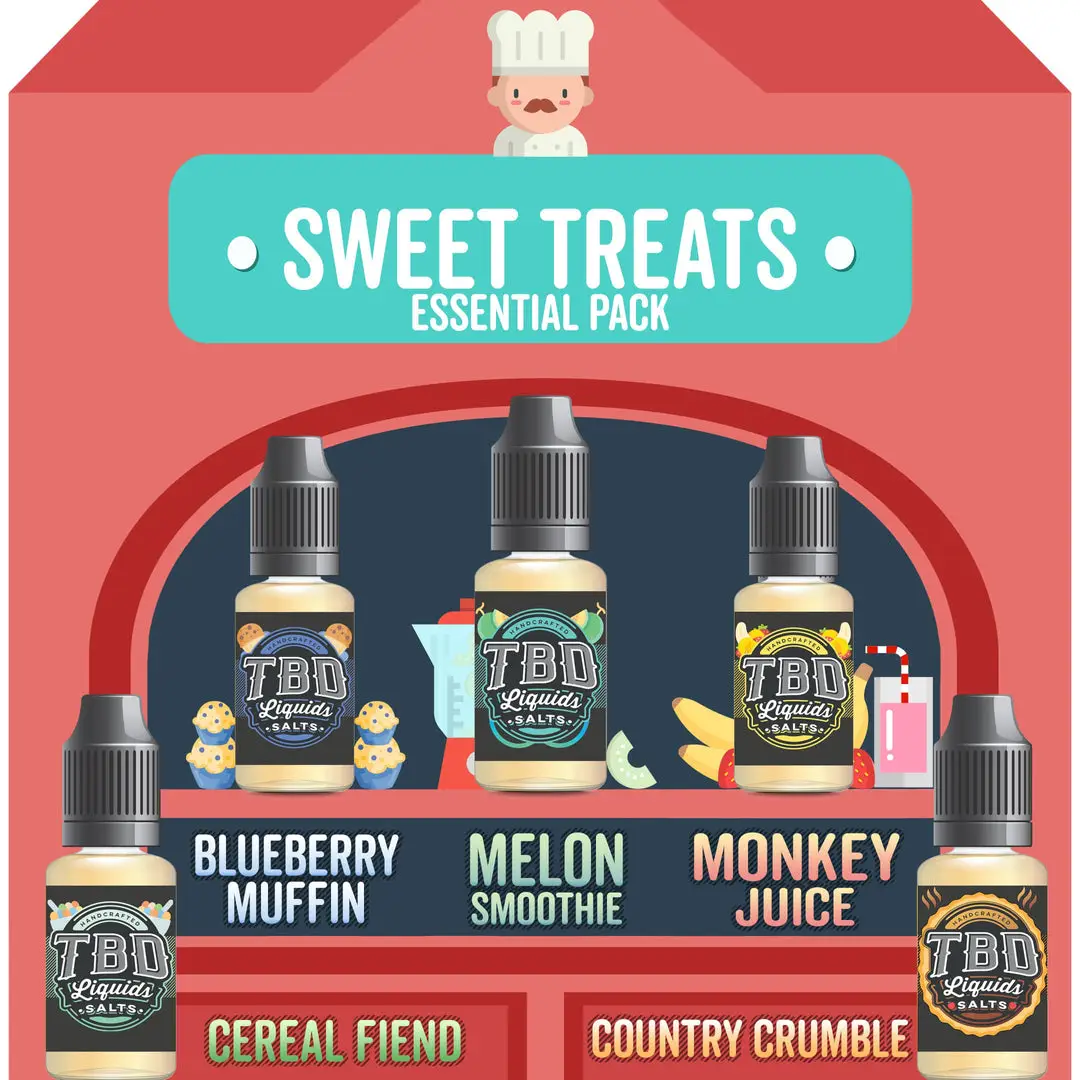 SWEET TREATS
ESSENTIAL PACK
HANDCRAFTED
TBD
Liquids
SALTS
HANDCRAFTED
TBD
Liquids
SALTS
HANDCRAFTED
TBD
Liquids
SALTS
BLUEBERRY
MUFFIN
MELON
SMOOTHIE
MONKEY
JUICE
HANDCRAFTED
TBD
Liquids
SALTS
HANDCRAFTED
TBD
Liquids
SALTS
CEREAL FIEND
COUNTRY CRUMBLE